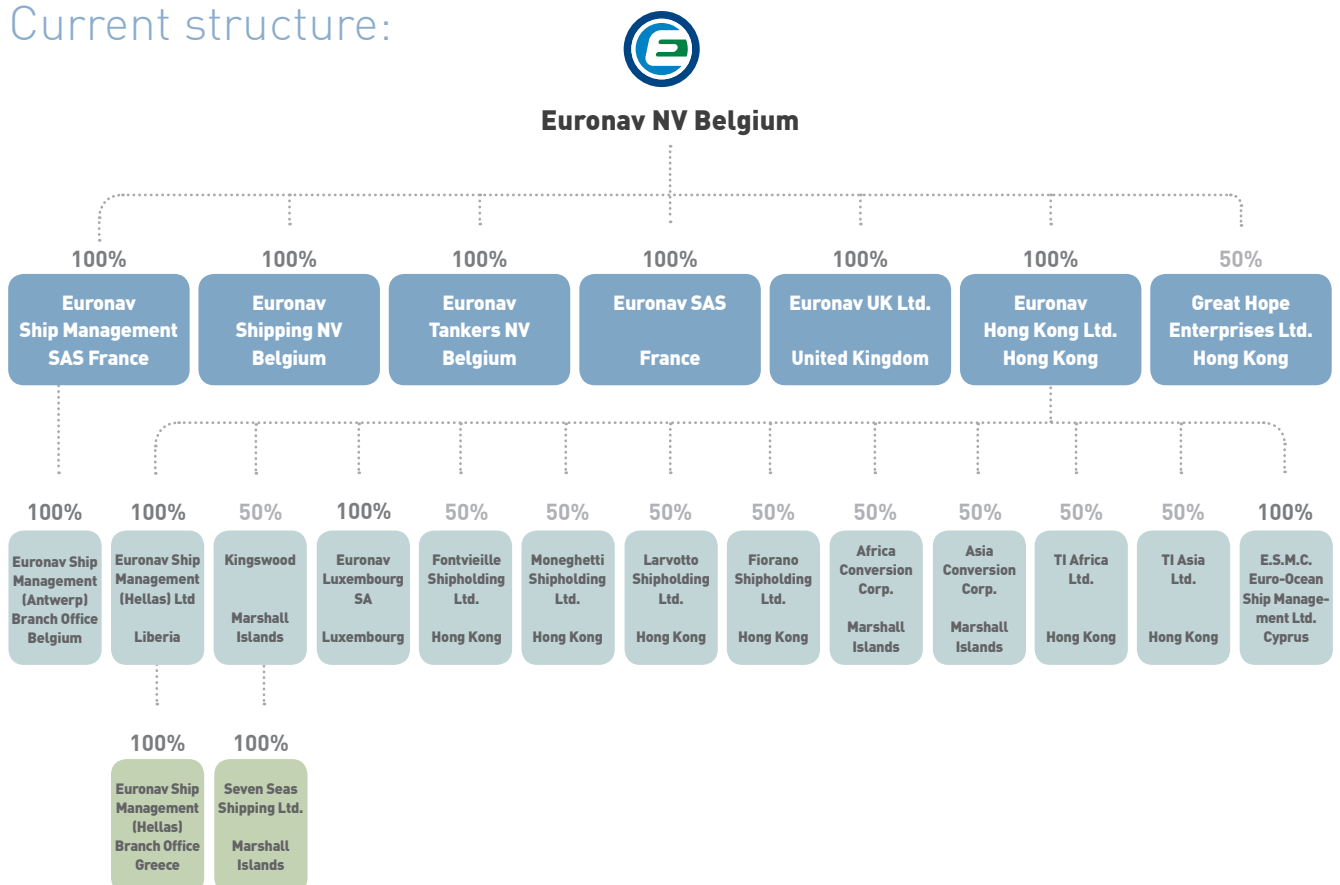 Current structure:
Euronav NV Belgium
100%
100%
100%
100%
100%
100%
50%
Euronav
Ship Management
SAS France
Euronav
Shipping NV
Belgium
Euronav
Tankers NV
Belgium
Euronav SAS
France
Euronav UK Ltd.
United Kingdom
Euronav
Hong Kong Ltd.
Hong Kong
Great Hope
Enterprises Ltd.
Hong Kong
100%
100%
50%
100%
50%
50%
50%
50%
50%
50%
50%
50%
100%
Euronav Ship
Management
(Antwerp)
Branch Office
Belgium
Euronav Ship
Management
(Hellas) Ltd
Liberia
Kingswood
Marshall
Islands
Euronav
Luxembourg
SA
Luxembourg
Fontvieille
Shipholding
Ltd.
Hong Kong
Moneghetti
Shipholding
Ltd.
Hong Kong
Larvotto
Shipholding
Ltd.
Hong Kong
Fiorano
Shipholding
Ltd.
Hong Kong
Africa
Conversion
Corp.
Marshall
Islands
Asia
Conversion
Corp.
Marshall
Islands
TI Africa
Ltd.
Hong Kong
TI Asia
Ltd.
Hong Kong
E.S.M.C.
Euro-Ocean
Ship Manage-
ment Ltd.
Cyprus
100%
100%
Euronav Ship
Management
(Hellas)
Branch Office
Greece
Seven Seas
Shipping Ltd.
Marshall
Islands